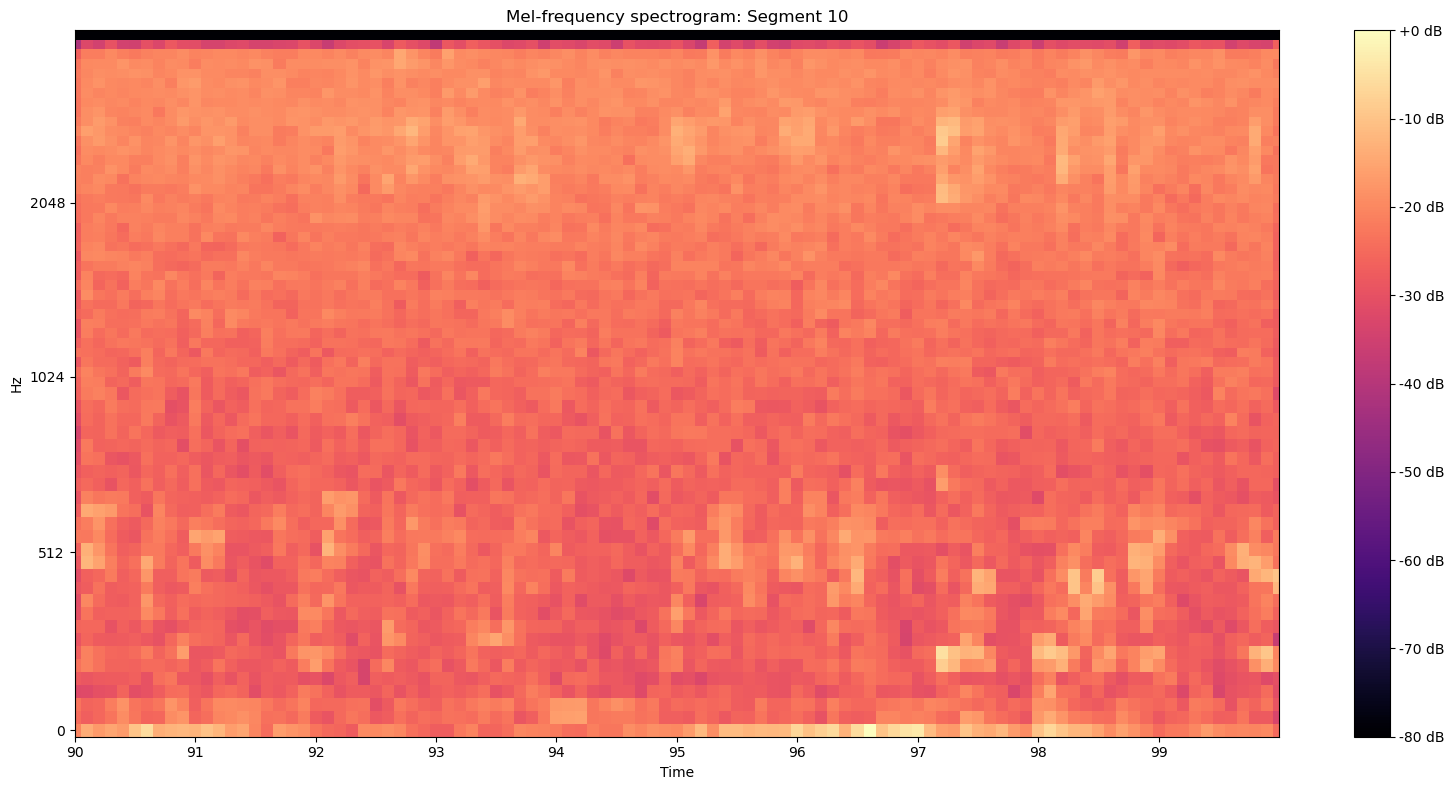 Mel-frequency spectrogram: Segment 10
+0 dB
-10 dB
-20 dB
-30 dB
-40 dB
-50 dB
-60 dB
-70 dB
-80 dB
Hz
2048
1024
512
0
90 91 92 93 94 95 96 97 98 99
Time